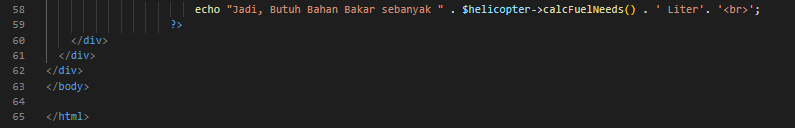 58 echo "Jadi, Butuh Bahan Bakar sebanyak " . $helicopter->calcFuelNeeds() . ' Liter'. '<br>';
59 ?>
60 </div>
61 </div>
62 </div>
63 </body>
64
65 </html>